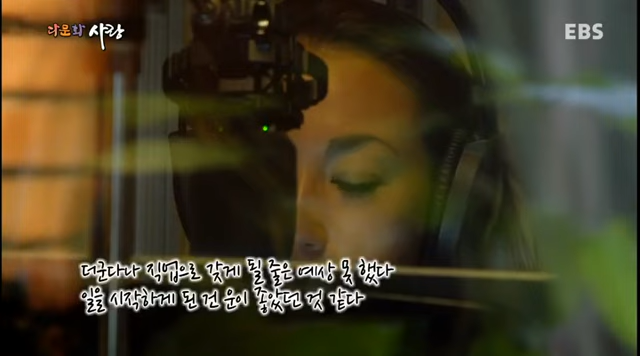 다문화 사랑
EBS
더군다나 직업으로 갖게 될 줄은 예상 못 했다
일을 시작하게 된 건 운이 좋았던 것 같다